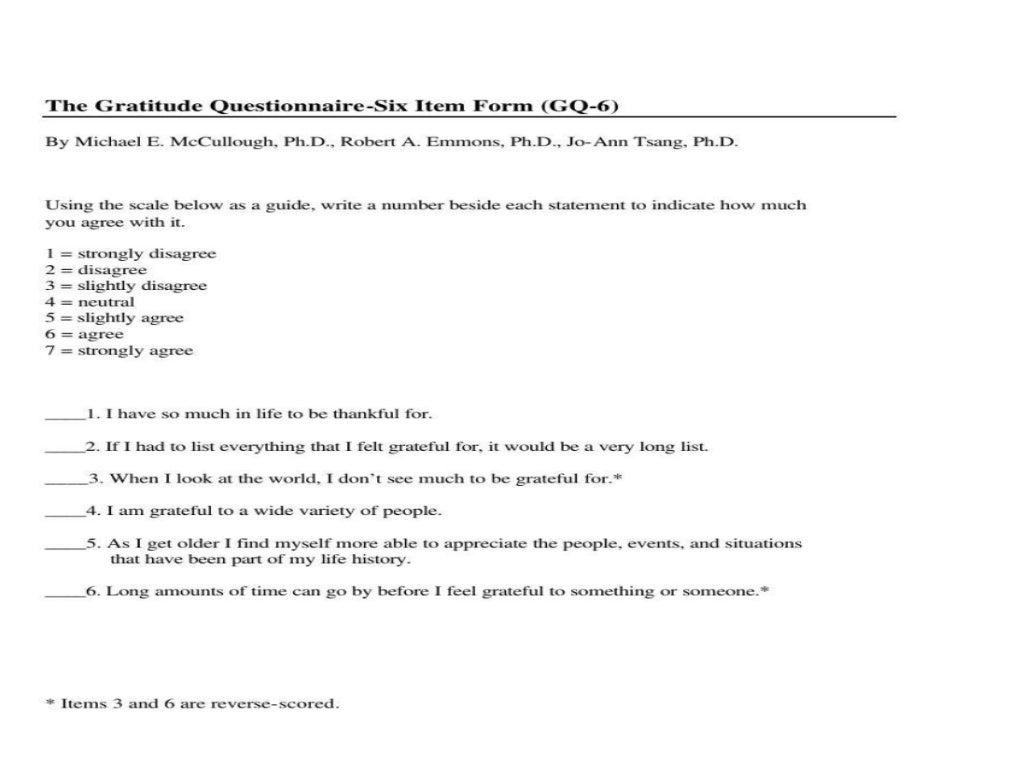 The Gratitude Questionnaire-Six Item Form (GQ-6)
By Michael E. McCullough, Ph.D., Robert A. Emmons, Ph.D., Jo-Ann Tsang, Ph.D.
Using the scale below as a guide, write a number beside each statement to indicate how much
you agree with it.
1 = strongly disagree
2 = disagree
3 = slightly disagree
4 = neutral
5 = slightly agree
6 = agree
7 = strongly agree
____1. I have so much in life to be thankful for.
____2. If I had to list everything that I felt grateful for, it would be a very long list.
____3. When I look at the world, I don’t see much to be grateful for.*
____4. I am grateful to a wide variety of people.
____5. As I get older I find myself more able to appreciate the people, events, and situations
that have been part of my life history.
____6. Long amounts of time can go by before I feel grateful to something or someone.*
* Items 3 and 6 are reverse-scored.